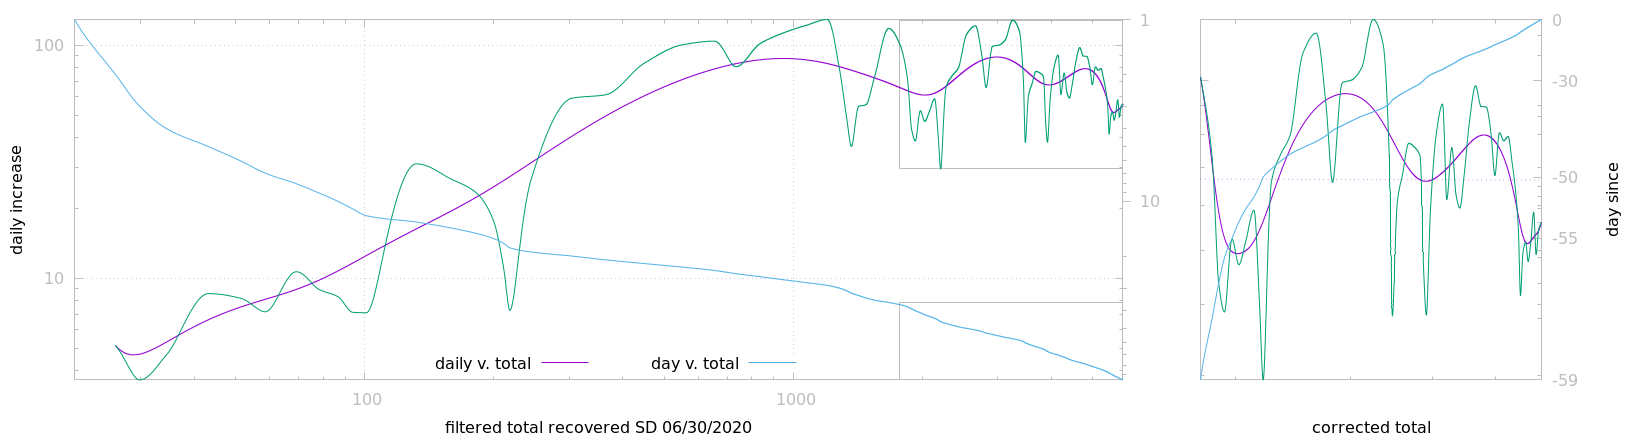 100
10
daily increase
1
10
daily v. total
day v. total
100
1000
filtered total recovered SD 06/30/2020
0
-30
-50
-55
-59
day since
corrected total